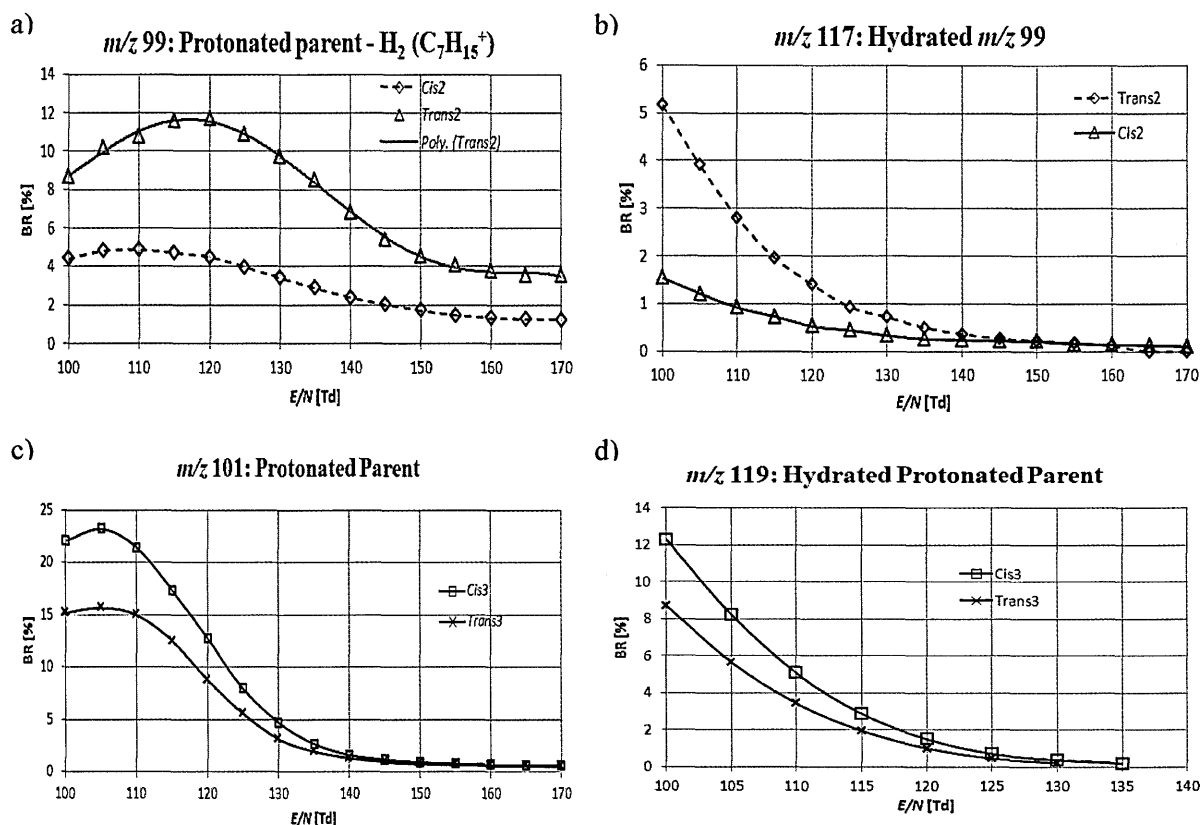 a)
m/z 99: Protonated parent - H2 (C7H15+)
14
12
10
8
6
4
2
0
BR [%]
Cis2
Trans2
Poly. (Trans2)
100 110 120 130 140 150 160 170
E/N [Td]
b)
m/z 117: Hydrated m/z 99
6
5
4
3
2
1
0
BR [%]
Trans2
Cis2
100 110 120 130 140 150 160 170
E/N [Td]
c)
m/z 101: Protonated Parent
25
20
15
10
5
0
BR [%]
Cis3
Trans3
100 110 120 130 140 150 160 170
E/N [Td]
d)
m/z 119: Hydrated Protonated Parent
14
12
10
8
6
4
2
0
BR [%]
Cis3
Trans3
100 105 110 115 120 125 130 135 140
E/N [Td]